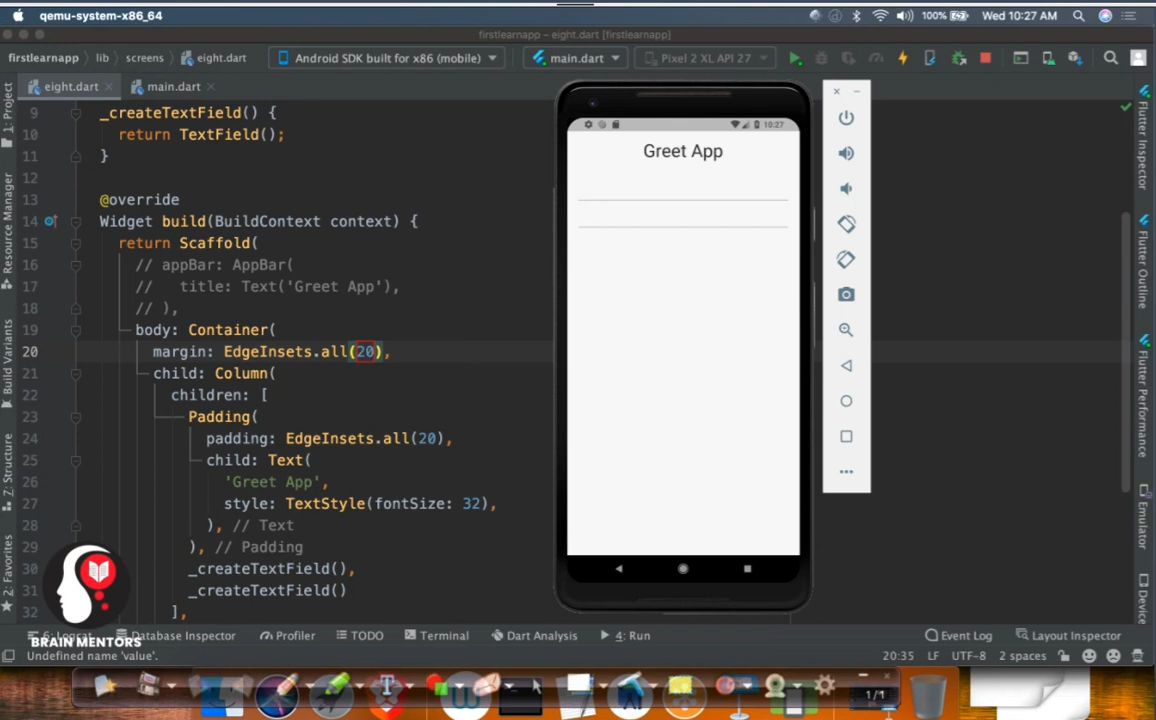 qemu-system-x86_64
100%
Wed 10:27 AM
firstlearnapp – eight.dart [firstlearnapp]
firstlearnapp
lib
screens
eight.dart
Android SDK built for x86 (mobile)
main.dart
Pixel 2 XL API 27
eight.dart
main.dart
1: Project
Resource Manager
Build Variants
7: Structure
2: Favorites
9 _createTextField() {
10 return TextField();
11 }
12
13 @override
14 Widget build(BuildContext context) {
15 return Scaffold(
16 // appBar: AppBar(
17 // title: Text('Greet App'),
18 // ),
19 body: Container(
20 margin: EdgeInsets.all(20),
21 child: Column(
22 children: [
23 Padding(
24 padding: EdgeInsets.all(20),
25 child: Text(
26 'Greet App',
27 style: TextStyle(fontSize: 32),
28 ), // Text
29 ), // Padding
30 _createTextField(),
31 _createTextField()
32 ],
10:27
Greet App
Flutter Inspector
Flutter Outline
Flutter Performance
Emulator
Device
BRAIN MENTORS
6: Logcat
Database Inspector
Profiler
TODO
Terminal
Dart Analysis
4: Run
Event Log
Layout Inspector
Undefined name 'value'.
20:35
LF
UTF-8
2 spaces
1/1